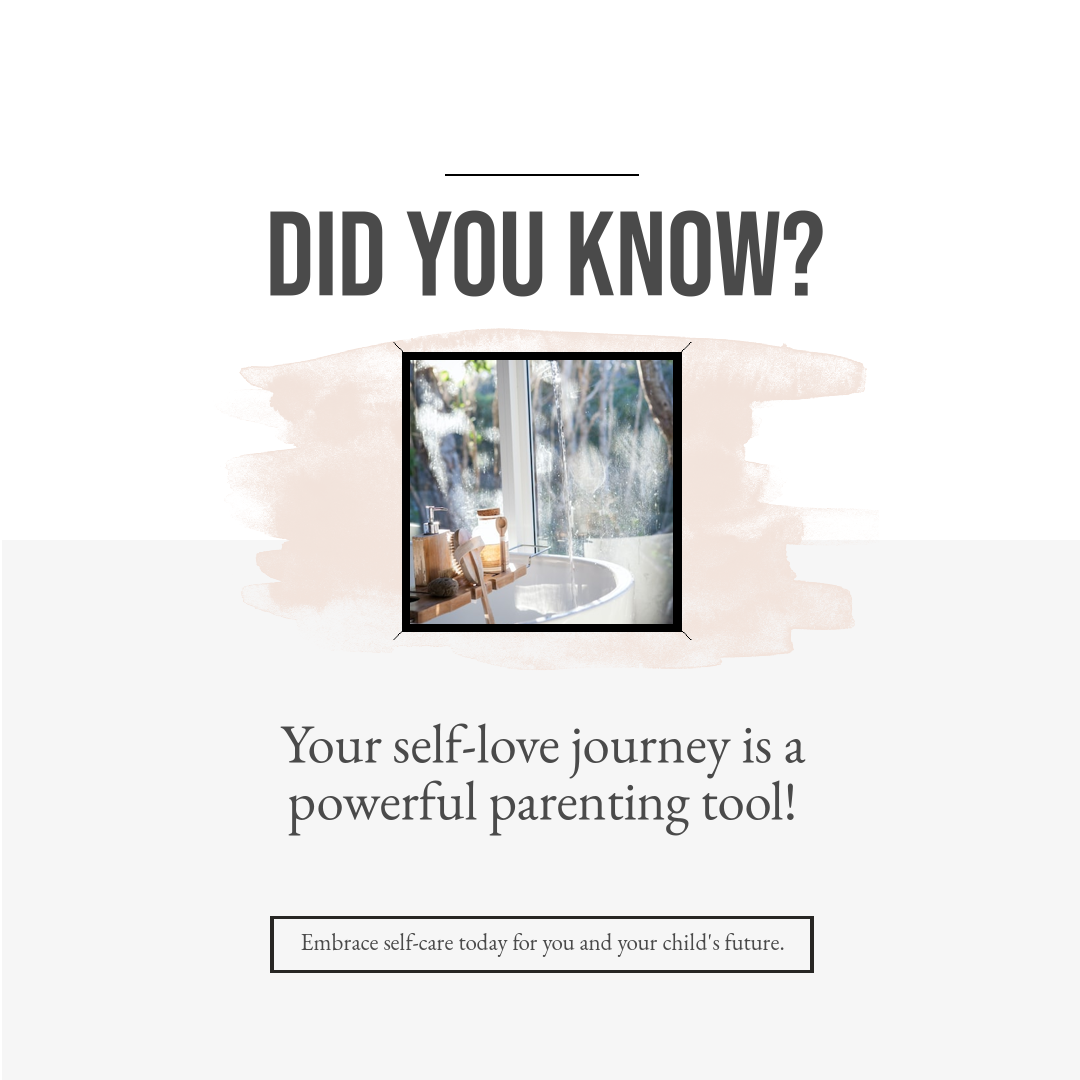 DID YOU KNOW?
Your self-love journey is a
powerful parenting tool!
Embrace self-care today for you and your child's future.